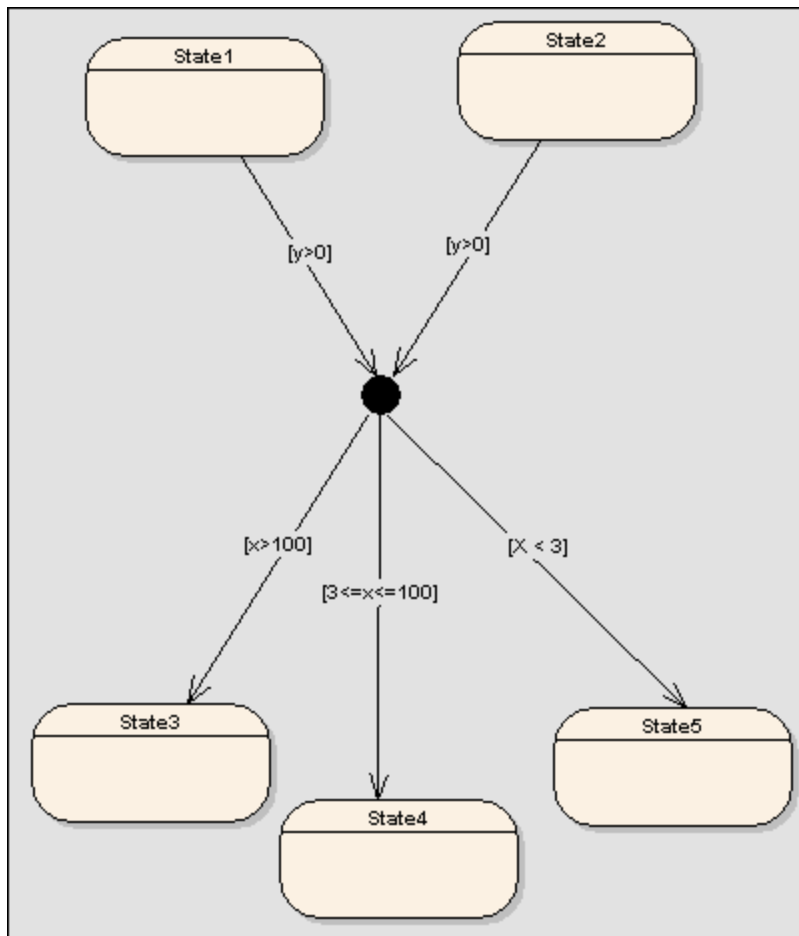 State1
State2
[y>0]
[y>0]
[x>100]
[X < 3]
[3<=x<=100]
State3
State5
State4